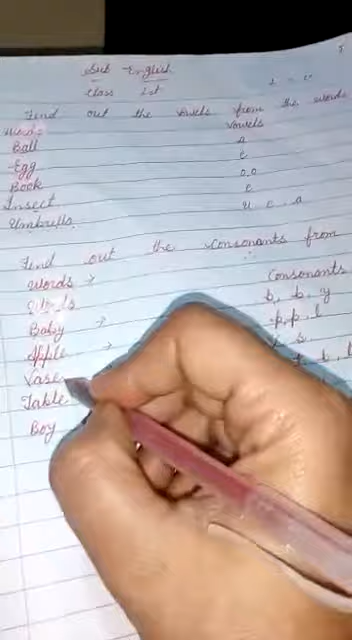 Sub - English
Class 1st
Find out the vowels from the words
Words Vowels
Ball a
Egg e
Book o.o
Insect e
Umbrella u e a
Find out the Consonants from
Words → Consonants
Words b, b, y
Baby → p, p, l
Apple → s
Vase t b l
Table
Boy